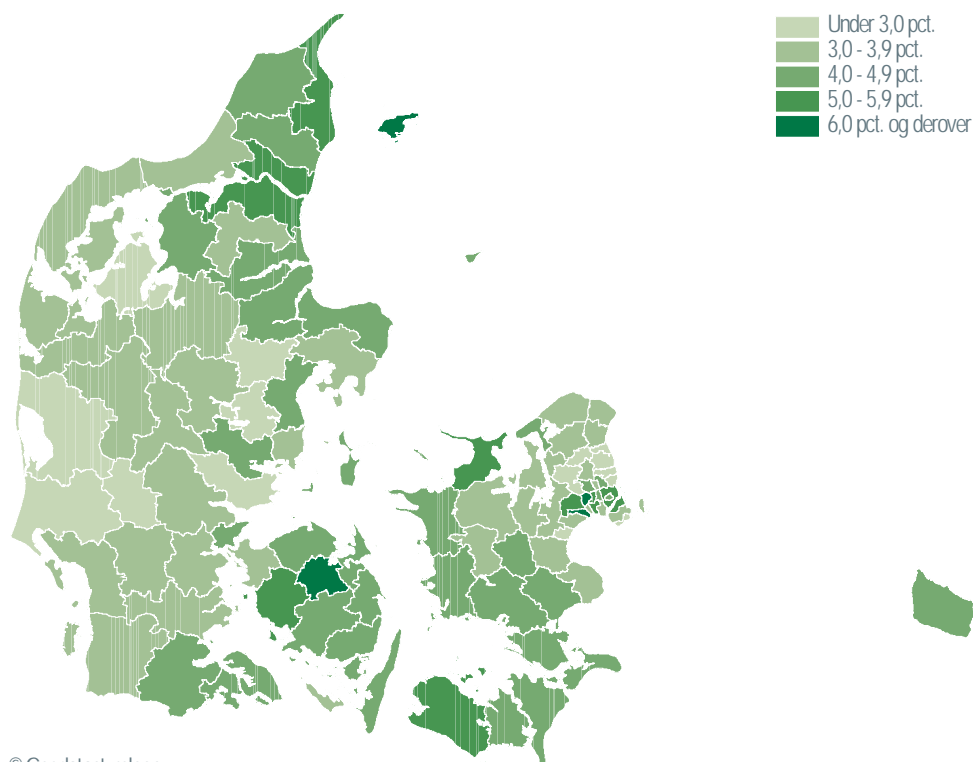 Under 3,0 pct.
3,0 - 3,9 pct.
4,0 - 4,9 pct.
5,0 - 5,9 pct.
6,0 pct. og derover